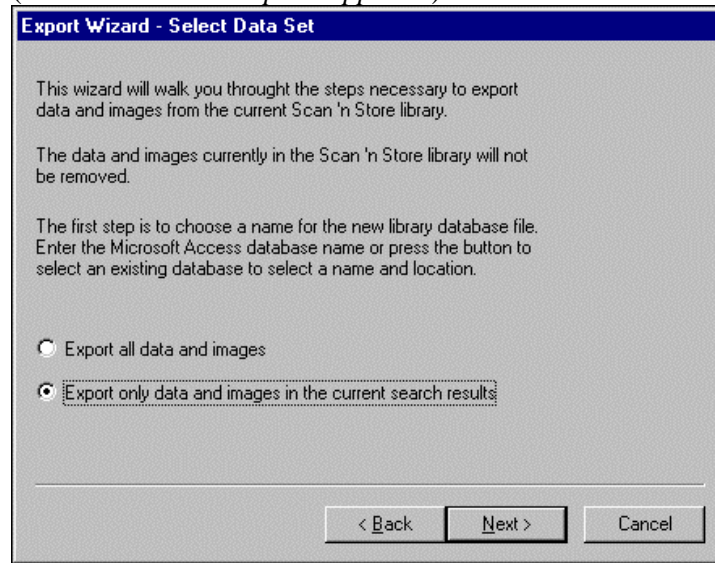 Export Wizard - Select Data Set
This wizard will walk you throught the steps necessary to export
data and images from the current Scan 'n Store library.
The data and images currently in the Scan 'n Store library will not
be removed.
The first step is to choose a name for the new library database file.
Enter the Microsoft Access database name or press the button to
select an existing database to select a name and location.
Export all data and images
Export only data and images in the current search results
< Back
Next >
Cancel